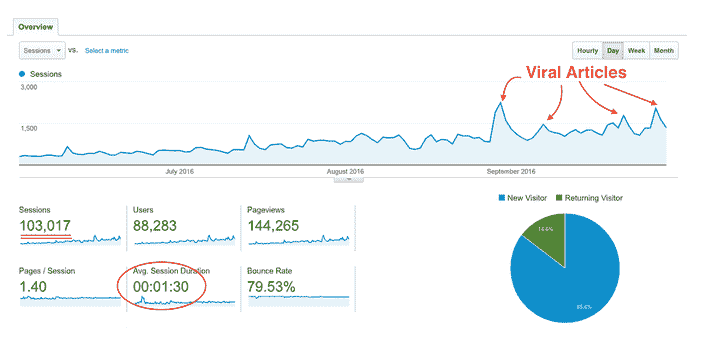 Overview
Sessions vs. Select a metric
Hourly Day Week Month
Sessions
Viral Articles
3,000
1,500
July 2016 August 2016 September 2016
New Visitor Returning Visitor
Sessions Users Pageviews
103,017 88,283 144,265
Pages / Session Avg. Session Duration Bounce Rate
1.40 00:01:30 79.53%
14.4%
85.6%